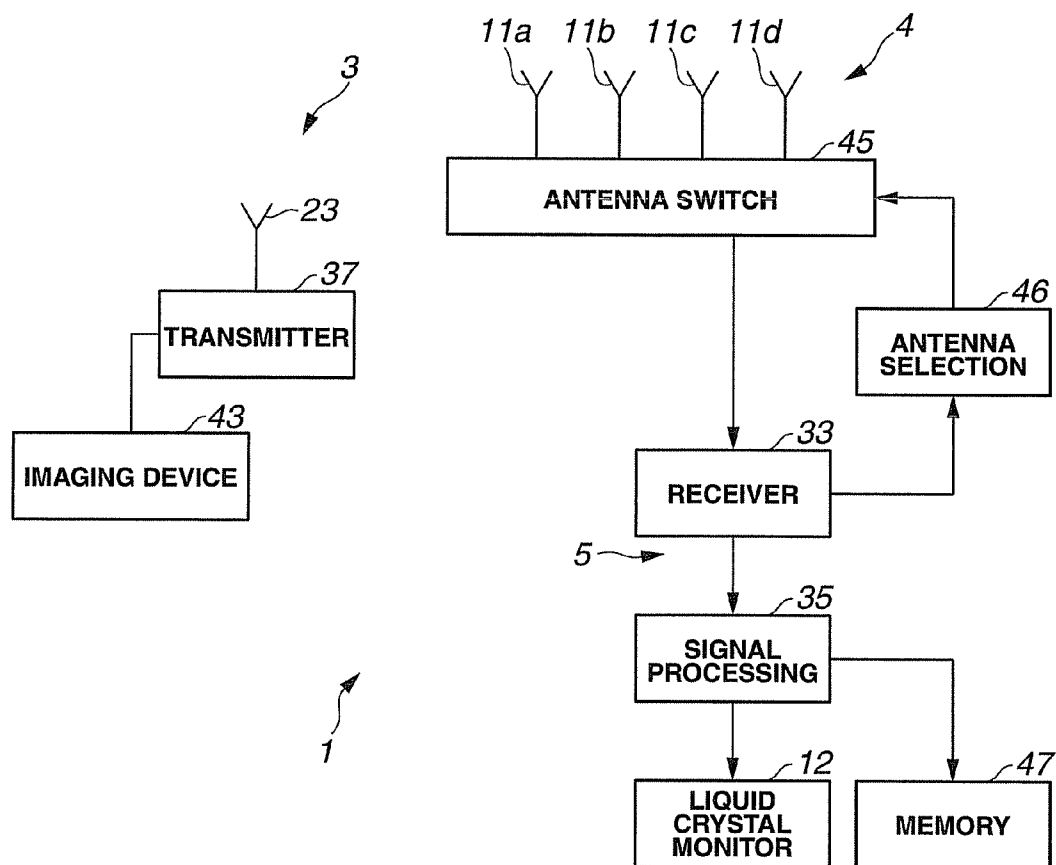 11a 11b 11c 11d 4
3
45
ANTENNA SWITCH
23
37
TRANSMITTER
46
ANTENNA
SELECTION
43
IMAGING DEVICE
33
RECEIVER
5
35
SIGNAL
PROCESSING
1
12
LIQUID
CRYSTAL
MONITOR
47
MEMORY